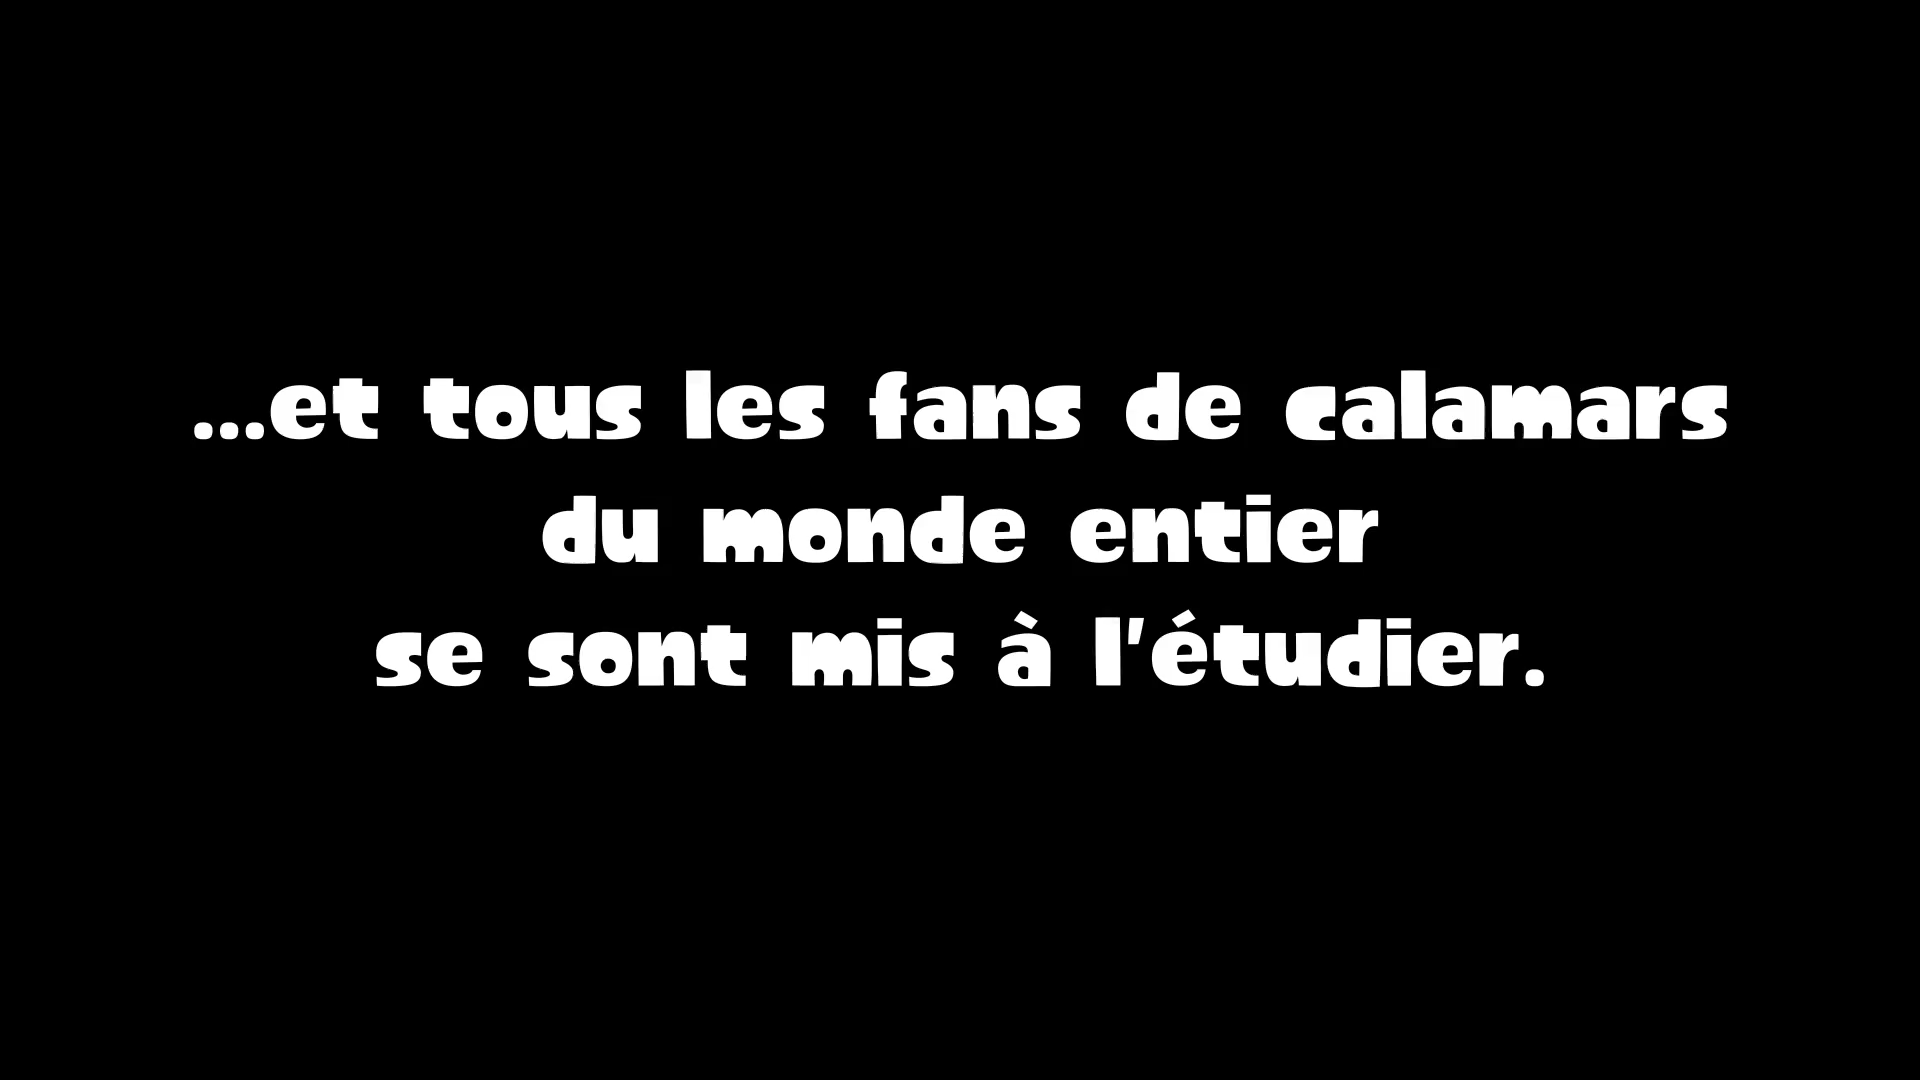 ...et tous les fans de calamars
du monde entier
se sont mis à l'étudier.